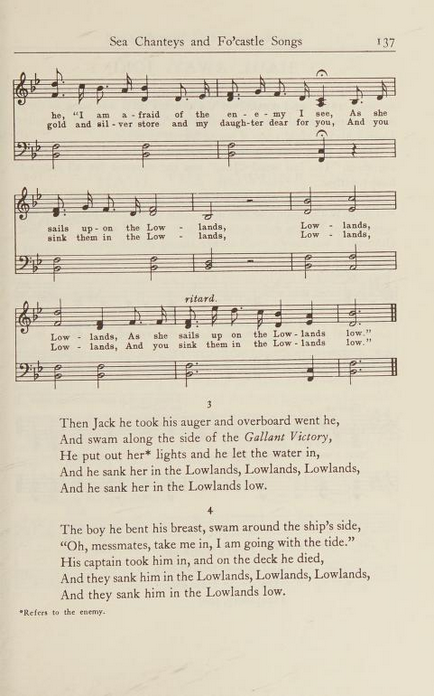 Sea Chanteys and Fo'castle Songs 137
he, "I am a - fraid of the en - e - my I see, As she
gold and sil - ver store and my daugh - ter dear for you, And you
sails up - on the Low - lands, Low - lands,
sink them in the Low - lands, Low - lands,
ritard.
Low - lands, As she sails up on the Low - lands low."
Low - lands, And you sink them in the Low - lands low."
3
Then Jack he took his auger and overboard went he,
And swam along the side of the Gallant Victory,
He put out her* lights and he let the water in,
And he sank her in the Lowlands, Lowlands, Lowlands,
And he sank her in the Lowlands low.
4
The boy he bent his breast, swam around the ship's side,
"Oh, messmates, take me in, I am going with the tide."
His captain took him in, and on the deck he died,
And they sank him in the Lowlands, Lowlands, Lowlands,
And they sank him in the Lowlands low.
*Refers to the enemy.